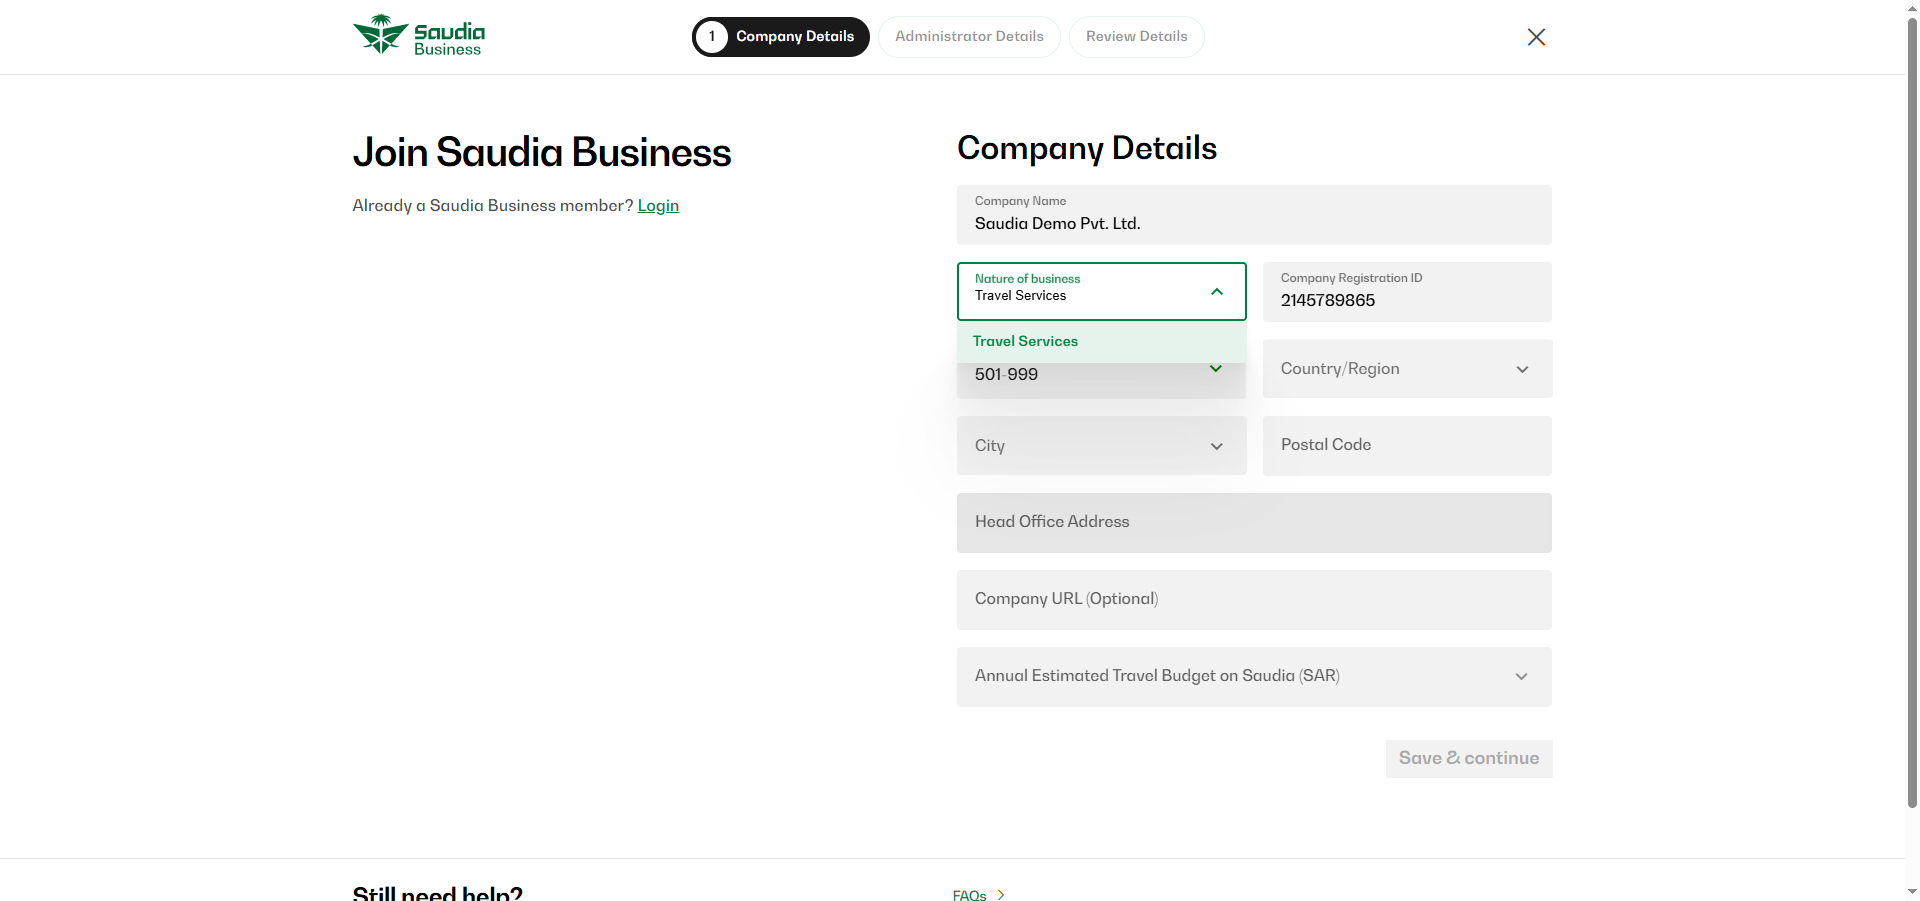 Saudia
Business
1 Company Details
Administrator Details
Review Details
Join Saudia Business
Already a Saudia Business member? Login
Company Details
Company Name
Saudia Demo Pvt. Ltd.
Nature of business
Travel Services
Company Registration ID
2145789865
Travel Services
501-999
Country/Region
City
Postal Code
Head Office Address
Company URL (Optional)
Annual Estimated Travel Budget on Saudia (SAR)
Save & continue
Still need help?
FAQs